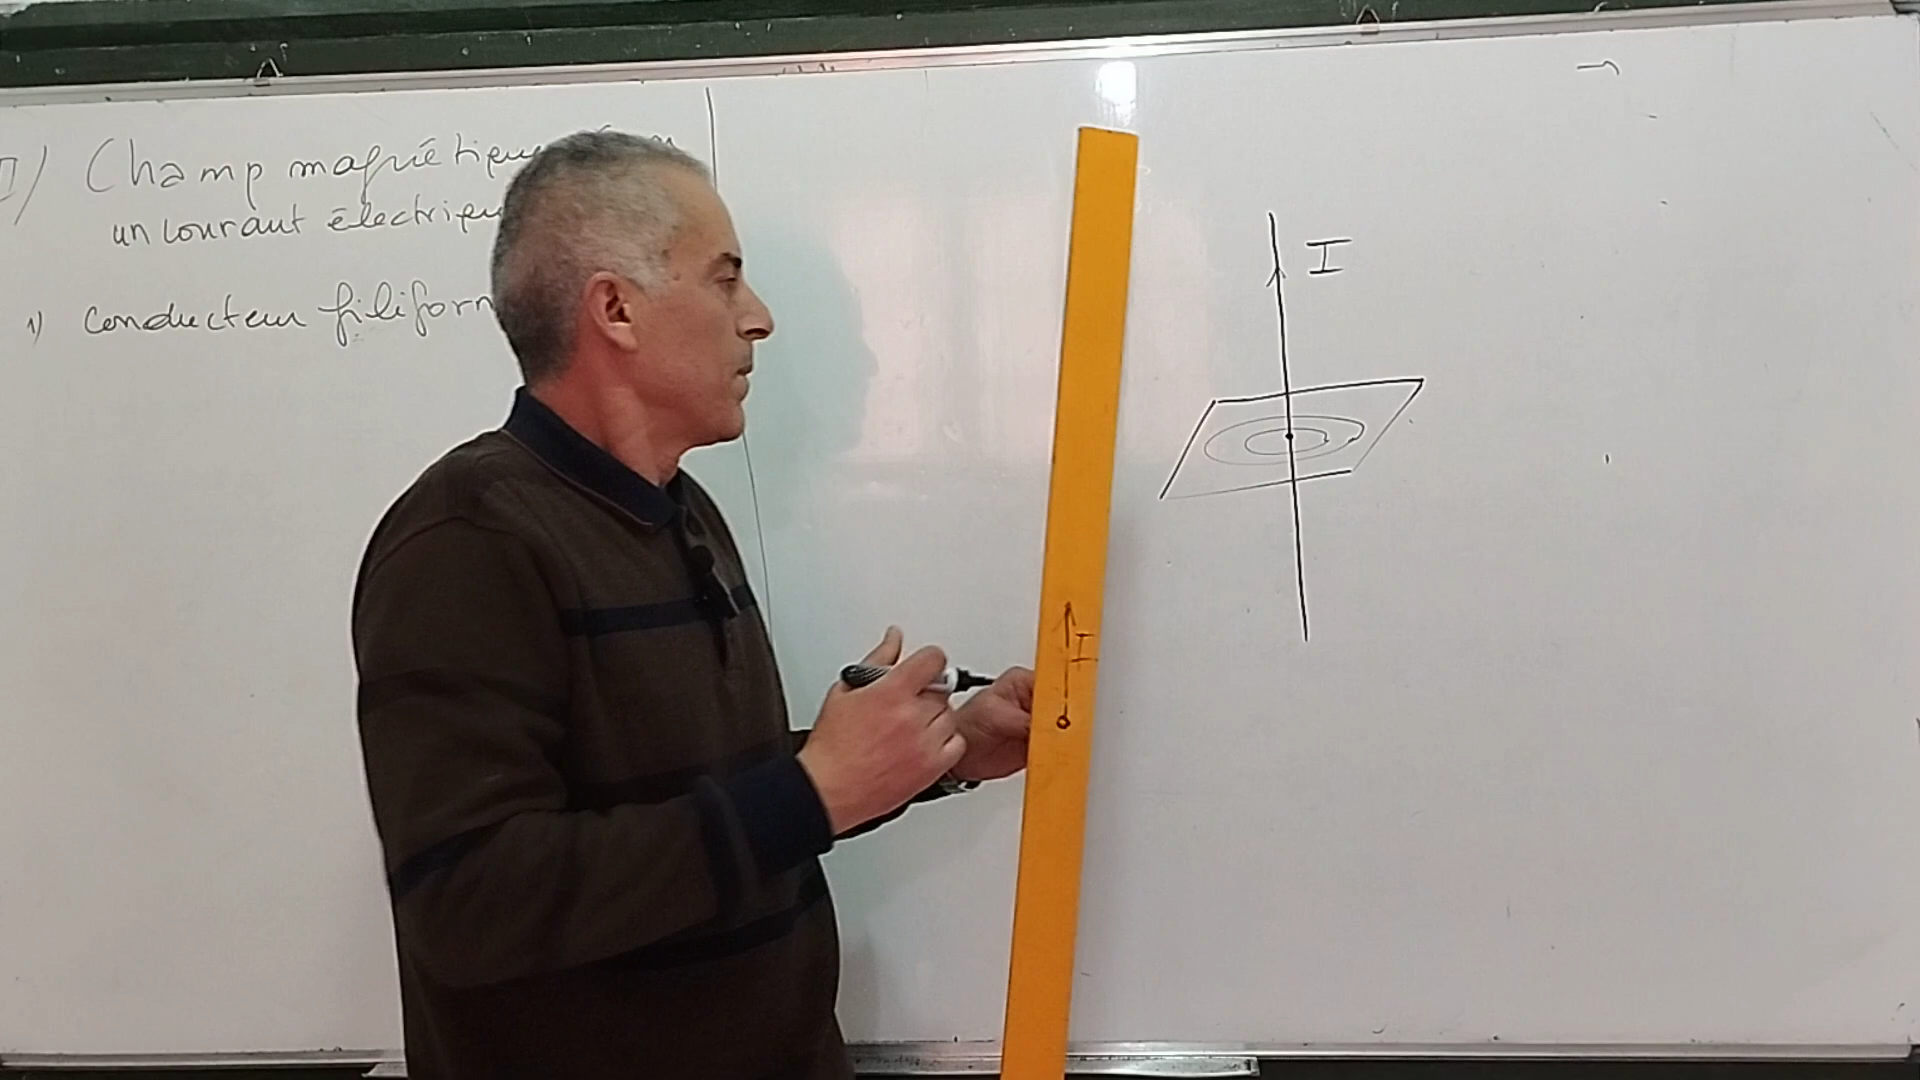 II) Champ magnétique
un courant électrique
1) conducteur filiform
I
I